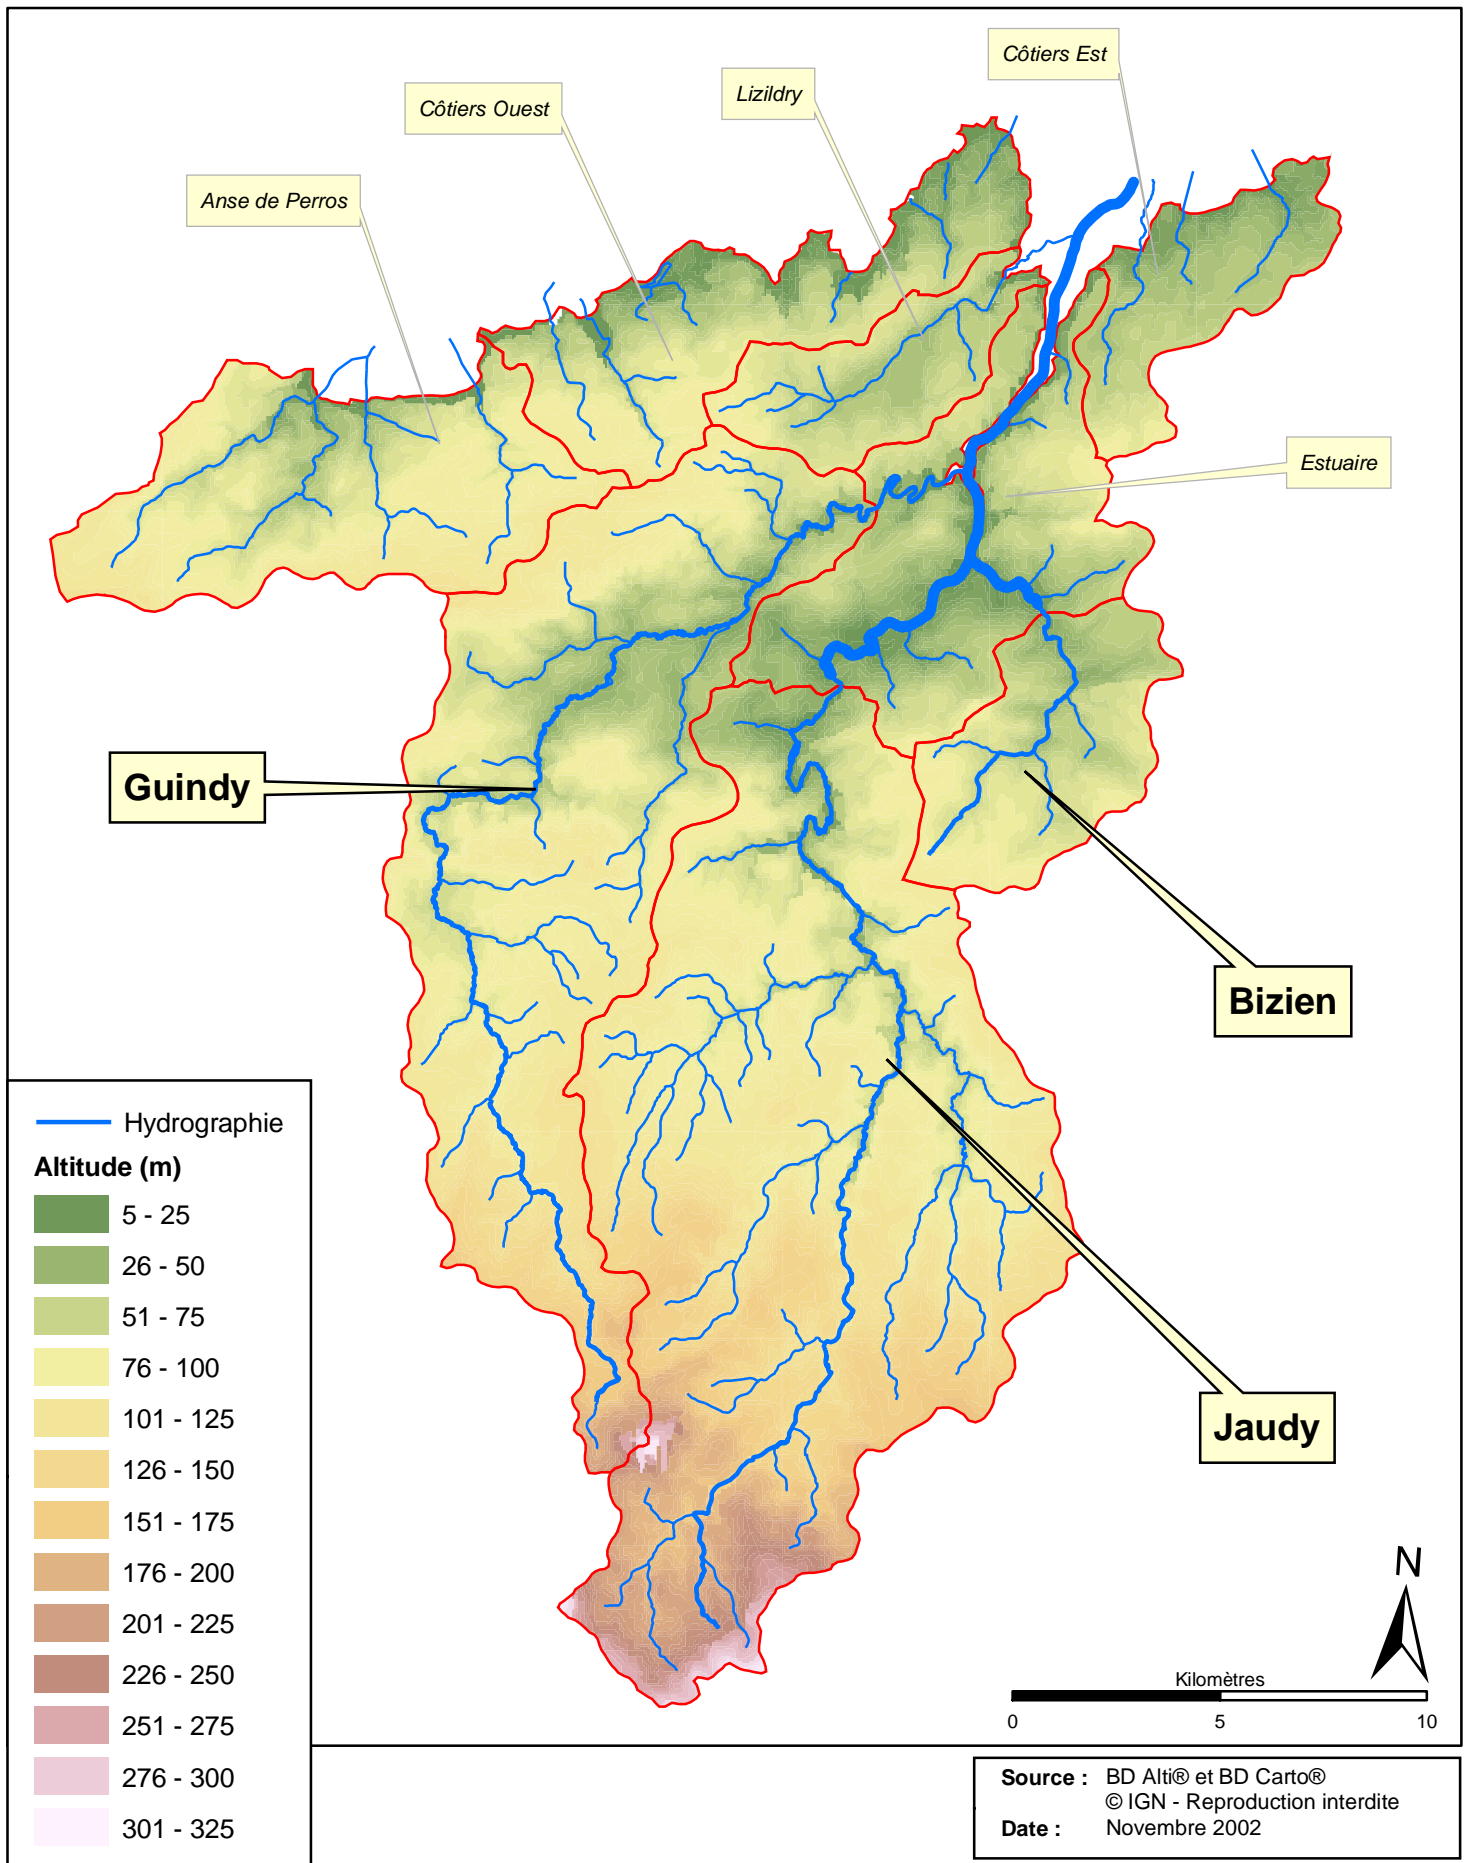 Côtiers Est
Lizildry
Côtiers Ouest
Anse de Perros
Estuaire
Guindy
Bizien
Jaudy
Hydrographie
Altitude (m)
5 - 25
26 - 50
51 - 75
76 - 100
101 - 125
126 - 150
151 - 175
176 - 200
201 - 225
226 - 250
251 - 275
276 - 300
301 - 325
N
Kilomètres
0 5 10
Source : BD Alti® et BD Carto®
© IGN - Reproduction interdite
Date : Novembre 2002